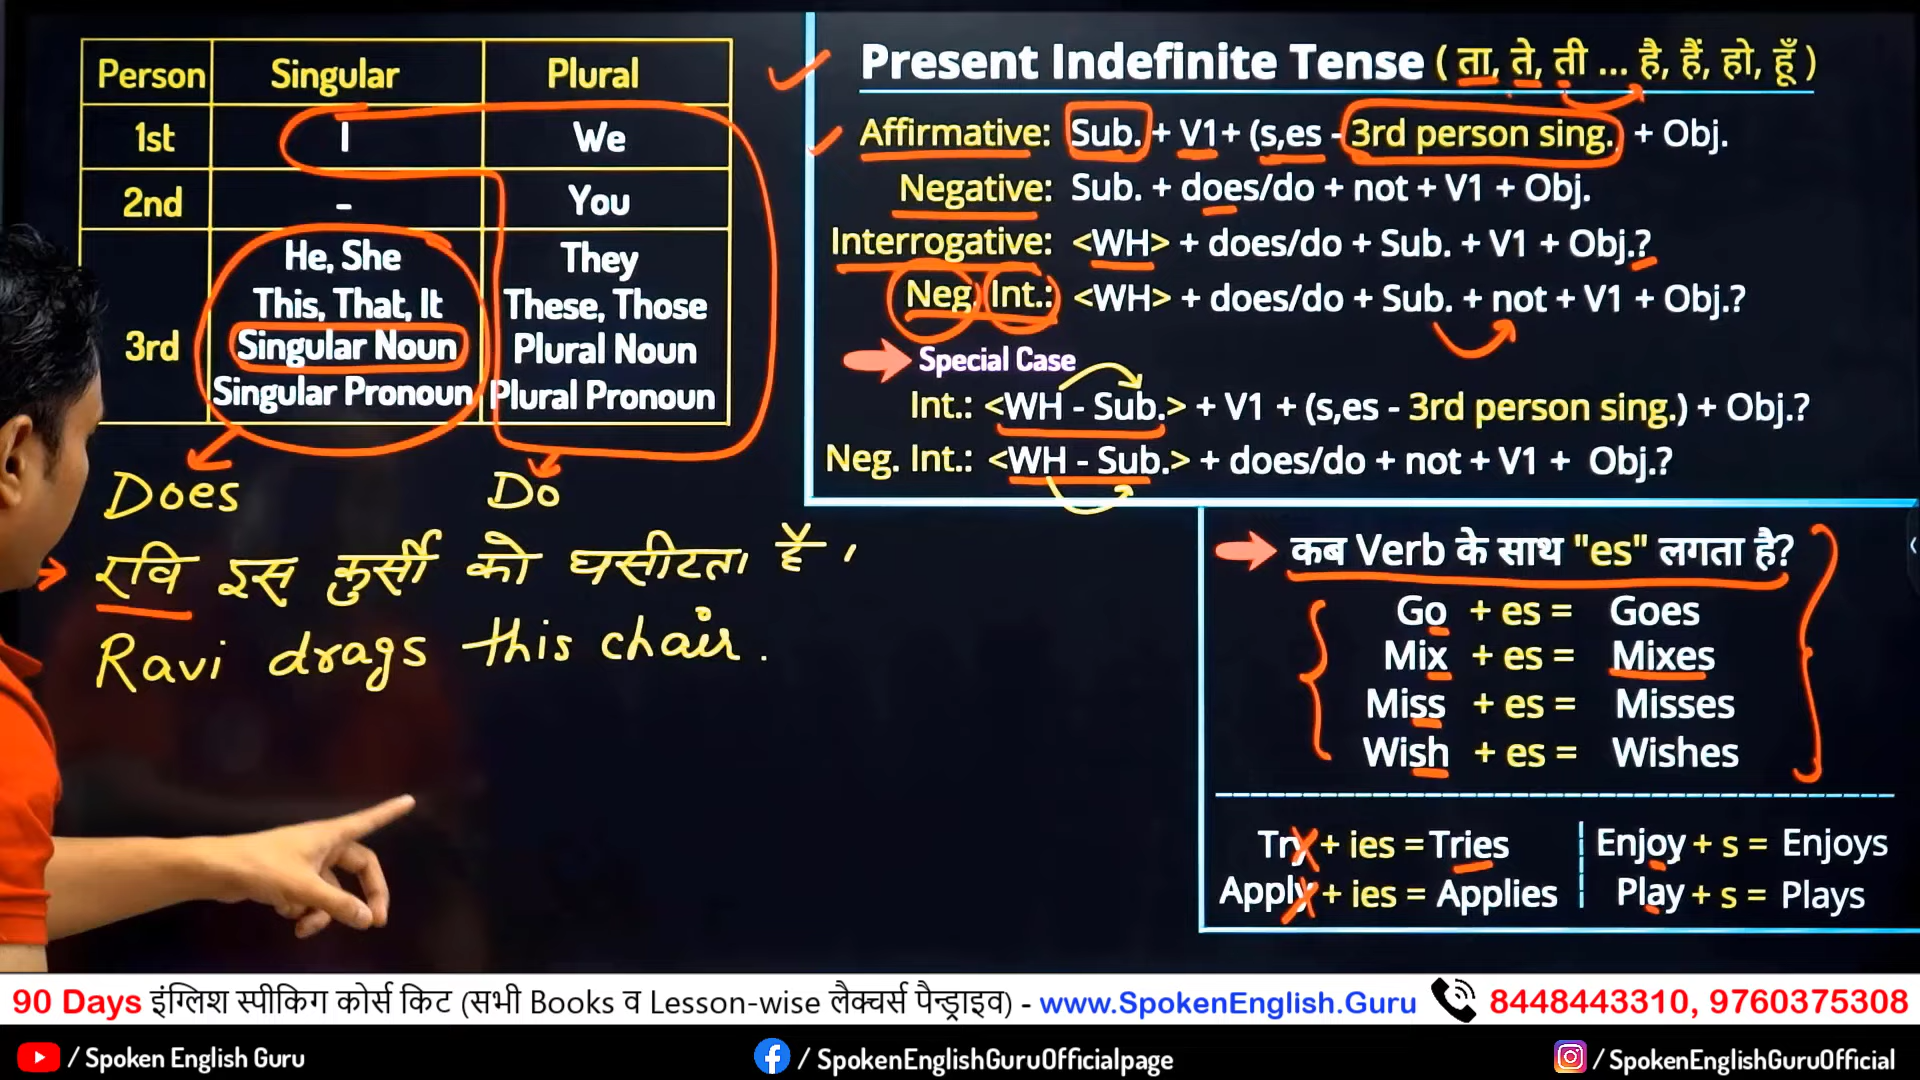 Person Singular Plural
1st I We
2nd - You
3rd He, She They
This, That, It These, Those
Singular Noun Plural Noun
Singular Pronoun Plural Pronoun
Does Do
रवि इस कुर्सी को घसीटता है,
Ravi drags this chair.
Present Indefinite Tense ( ता, ते, ती ... है, हैं, हो, हूँ )
Affirmative: Sub. + V1+ (s,es - 3rd person sing. + Obj.
Negative: Sub. + does/do + not + V1 + Obj.
Interrogative: <WH> + does/do + Sub. + V1 + Obj.?
Neg. Int.: <WH> + does/do + Sub. + not + V1 + Obj.?
Special Case
Int.: <WH - Sub.> + V1 + (s,es - 3rd person sing.) + Obj.?
Neg. Int.: <WH - Sub.> + does/do + not + V1 + Obj.?
कब Verb के साथ "es" लगता है?
Go + es = Goes
Mix + es = Mixes
Miss + es = Misses
Wish + es = Wishes
Try + ies = Tries Enjoy + s = Enjoys
Apply + ies = Applies Play + s = Plays
90 Days इंग्लिश स्पीकिंग कोर्स किट (सभी Books व Lesson-wise लैक्चर्स पैन्ड्राइव) - www.SpokenEnglish.Guru 8448443310, 9760375308
/ Spoken English Guru / SpokenEnglishGuruOfficialpage / SpokenEnglishGuruOfficial